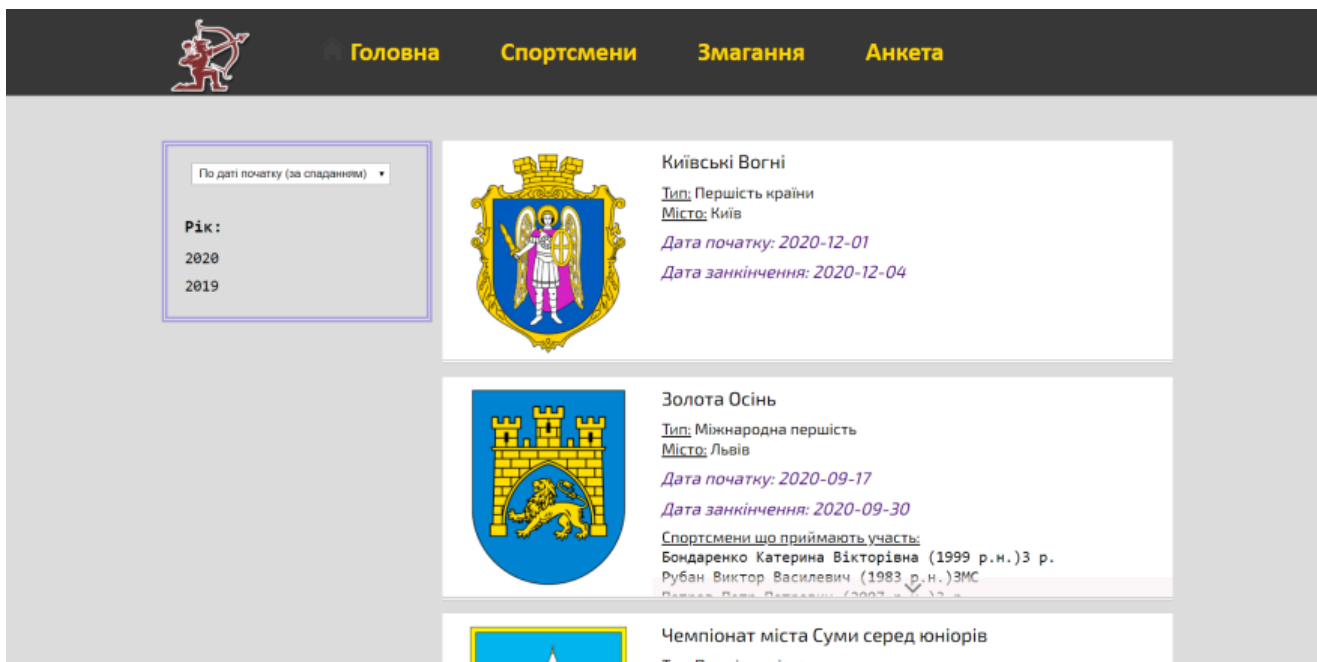 Головна Спортсмени Змагання Анкета
По даті початку (за спаданням)
Рік:
2020
2019
Київські Вогні
Тип: Першість країни
Місто: Київ
Дата початку: 2020-12-01
Дата занкінчення: 2020-12-04
Золота Осінь
Тип: Міжнародна першість
Місто: Львів
Дата початку: 2020-09-17
Дата занкінчення: 2020-09-30
Спортсмени що приймають участь:
Бондаренко Катерина Вікторівна (1999 р.н.)3 р.
Рубан Виктор Василевич (1983 р.н.)ЗМС
Чемпіонат міста Суми серед юніорів